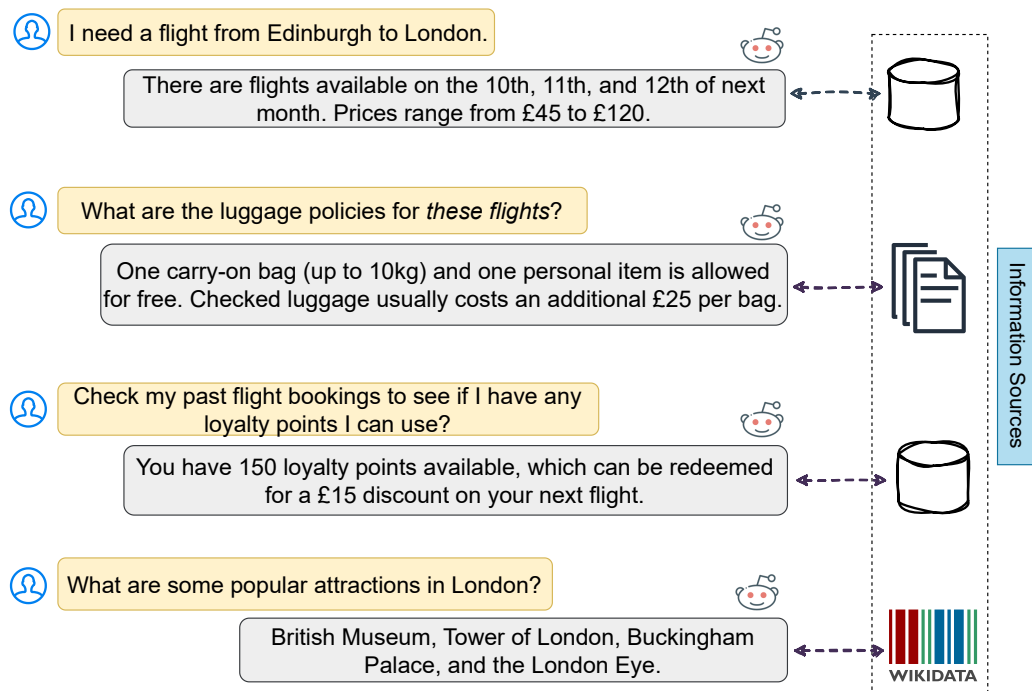 I need a flight from Edinburgh to London.
There are flights available on the 10th, 11th, and 12th of next
month. Prices range from £45 to £120.
What are the luggage policies for these flights?
One carry-on bag (up to 10kg) and one personal item is allowed
for free. Checked luggage usually costs an additional £25 per bag.
Information Sources
Check my past flight bookings to see if I have any
loyalty points I can use?
You have 150 loyalty points available, which can be redeemed
for a £15 discount on your next flight.
What are some popular attractions in London?
British Museum, Tower of London, Buckingham
Palace, and the London Eye.
WIKIDATA